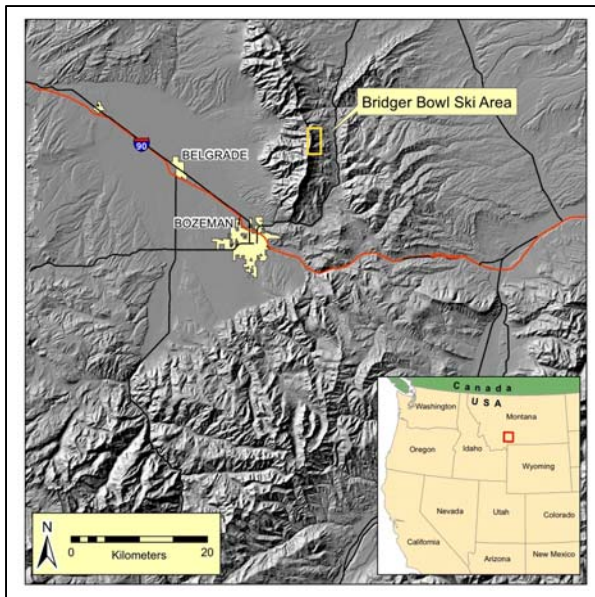 Bridger Bowl Ski Area
90
BELGRADE
BOZEMAN
Canada
USA
Washington
Montana
Oregon
Idaho
Wyoming
Nevada
Utah
Colorado
California
Arizona
New Mexico
N
0 20
Kilometers